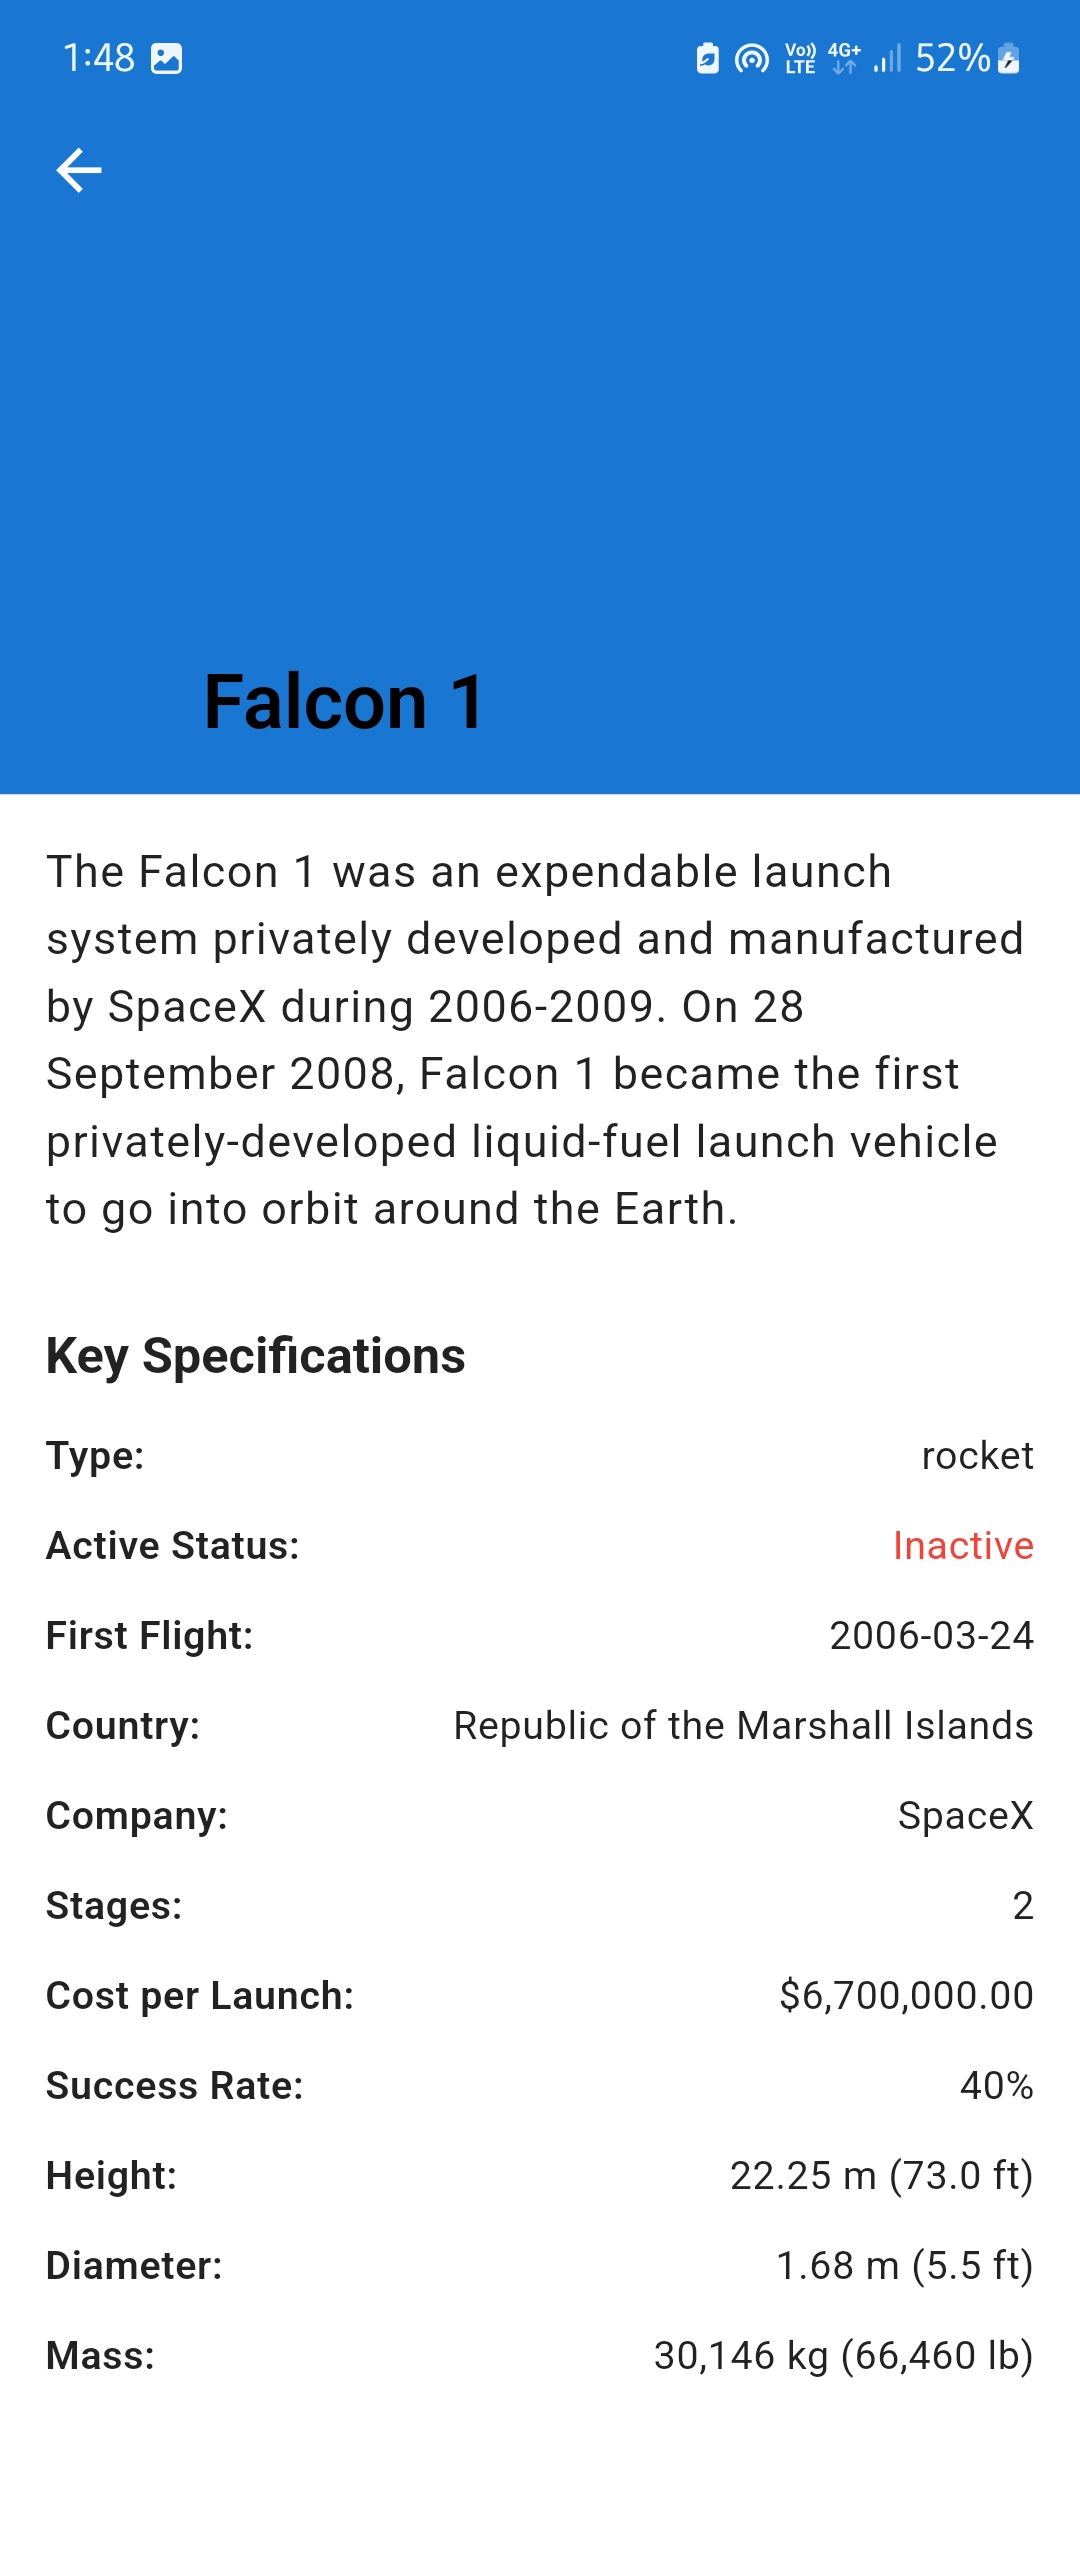 1:48 Vo)) LTE 4G+ 52%
Falcon 1
The Falcon 1 was an expendable launch
system privately developed and manufactured
by SpaceX during 2006-2009. On 28
September 2008, Falcon 1 became the first
privately-developed liquid-fuel launch vehicle
to go into orbit around the Earth.
Key Specifications
Type: rocket
Active Status: Inactive
First Flight: 2006-03-24
Country: Republic of the Marshall Islands
Company: SpaceX
Stages: 2
Cost per Launch: $6,700,000.00
Success Rate: 40%
Height: 22.25 m (73.0 ft)
Diameter: 1.68 m (5.5 ft)
Mass: 30,146 kg (66,460 lb)